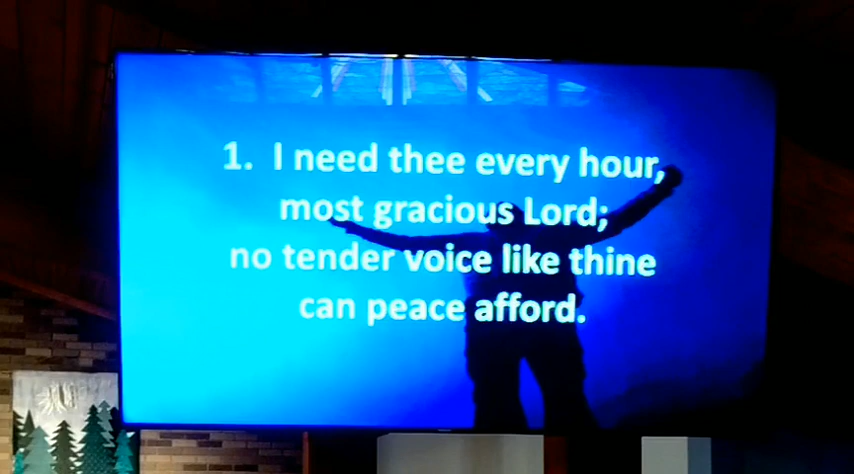 1. I need thee every hour,
most gracious Lord;
no tender voice like thine
can peace afford.